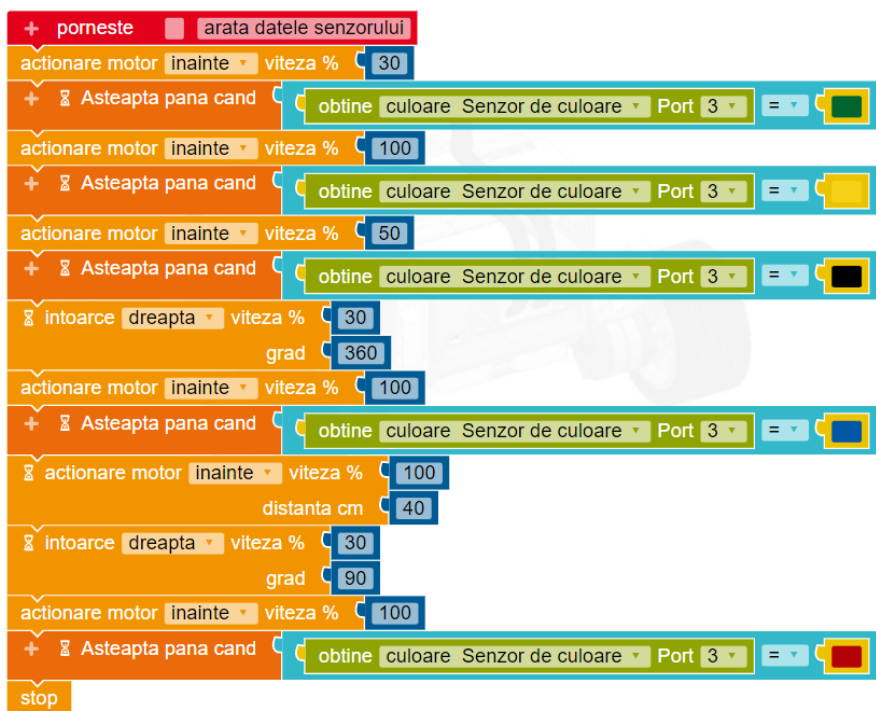 + porneste arata datele senzorului
actionare motor inainte viteza % 30
+ Asteapta pana cand obtine culoare Senzor de culoare Port 3 =
actionare motor inainte viteza % 100
+ Asteapta pana cand obtine culoare Senzor de culoare Port 3 =
actionare motor inainte viteza % 50
+ Asteapta pana cand obtine culoare Senzor de culoare Port 3 =
intoarce dreapta viteza % 30
grad 360
actionare motor inainte viteza % 100
+ Asteapta pana cand obtine culoare Senzor de culoare Port 3 =
actionare motor inainte viteza % 100
distanta cm 40
intoarce dreapta viteza % 30
grad 90
actionare motor inainte viteza % 100
+ Asteapta pana cand obtine culoare Senzor de culoare Port 3 =
stop